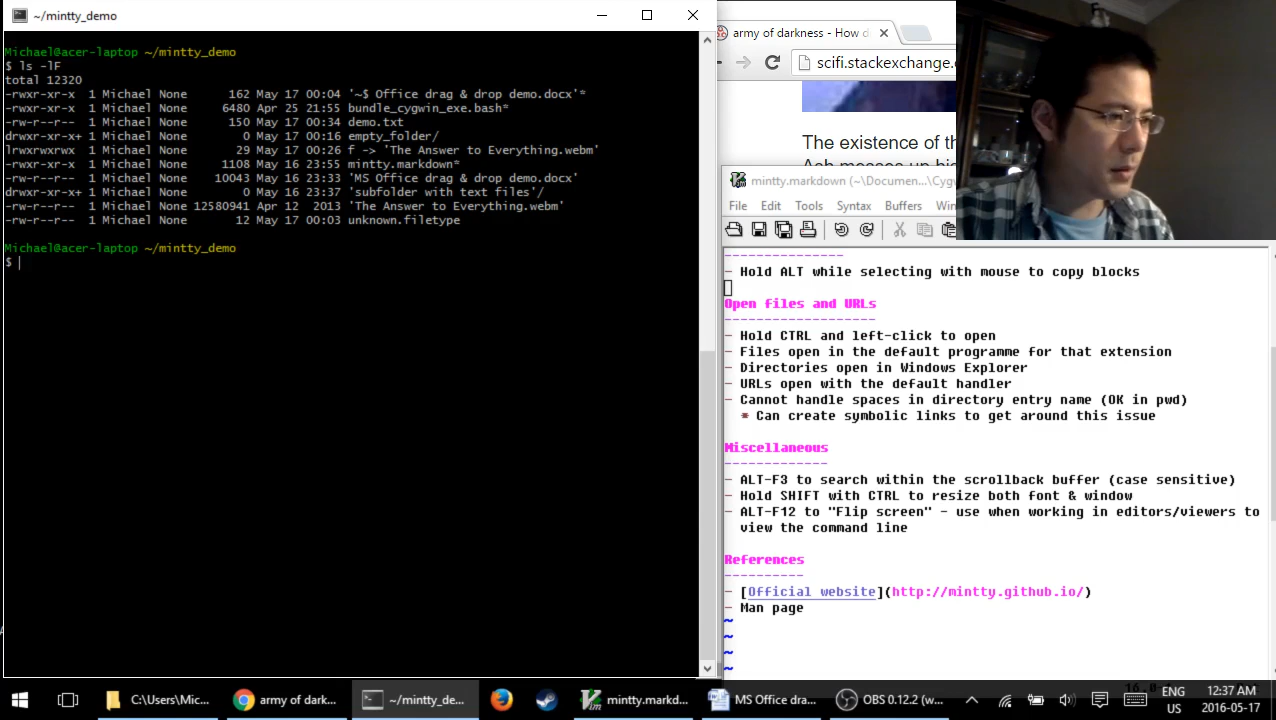 ~/mintty_demo
Michael@acer-laptop ~/mintty_demo
$ ls -lF
total 12320
-rwxr-xr-x 1 Michael None 162 May 17 00:04 '~$ Office drag & drop demo.docx'*
-rwxr-xr-x 1 Michael None 6480 Apr 25 21:55 bundle_cygwin_exe.bash*
-rw-r--r-- 1 Michael None 150 May 17 00:34 demo.txt
drwxr-xr-x+ 1 Michael None 0 May 17 00:16 empty_folder/
lrwxrwxrwx 1 Michael None 29 May 17 00:26 f -> 'The Answer to Everything.webm'
-rwxr-xr-x 1 Michael None 1108 May 16 23:55 mintty.markdown*
-rw-r--r-- 1 Michael None 10043 May 16 23:33 'MS Office drag & drop demo.docx'
drwxr-xr-x+ 1 Michael None 0 May 16 23:37 'subfolder with text files'/
-rw-r--r-- 1 Michael None 12580941 Apr 12 2013 'The Answer to Everything.webm'
-rw-r--r-- 1 Michael None 12 May 17 00:03 unknown.filetype
Michael@acer-laptop ~/mintty_demo
$
army of darkness - How d
scifi.stackexchange.
The existence of th
Ash messes up hi
mintty.markdown (~\Documen...\Cygw
File Edit Tools Syntax Buffers Win
---------------
- Hold ALT while selecting with mouse to copy blocks
Open files and URLs
-------------------
- Hold CTRL and left-click to open
- Files open in the default programme for that extension
- Directories open in Windows Explorer
- URLs open with the default handler
- Cannot handle spaces in directory entry name (OK in pwd)
* Can create symbolic links to get around this issue
Miscellaneous
-------------
- ALT-F3 to search within the scrollback buffer (case sensitive)
- Hold SHIFT with CTRL to resize both font & window
- ALT-F12 to "Flip screen" - use when working in editors/viewers to
view the command line
References
----------
- [Official website](http://mintty.github.io/)
- Man page
~
~
~
~
C:\Users\Mic...
army of dark...
~/mintty_de...
mintty.markd...
MS Office dra...
OBS 0.12.2 (w...
ENG
US
12:37 AM
2016-05-17